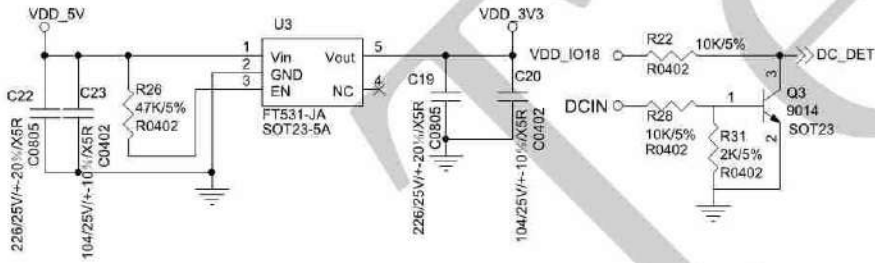 VDD_5V
U3
VDD_3V3
1
Vin
Vout
5
2
GND
3
EN
NC
4
FT531-JA
SOT23-5A
C22
226/25V/+-20%/X5R
C0805
C23
104/25V/+-10%/X5R
C0402
R26
47K/5%
R0402
C19
226/25V/+-20%/X5R
C0805
C20
104/25V/+-10%/X5R
C0402
VDD_IO18
R22
10K/5%
R0402
DC_DET
DCIN
R28
10K/5%
R0402
1
3
Q3
9014
SOT23
2
R31
2K/5%
R0402